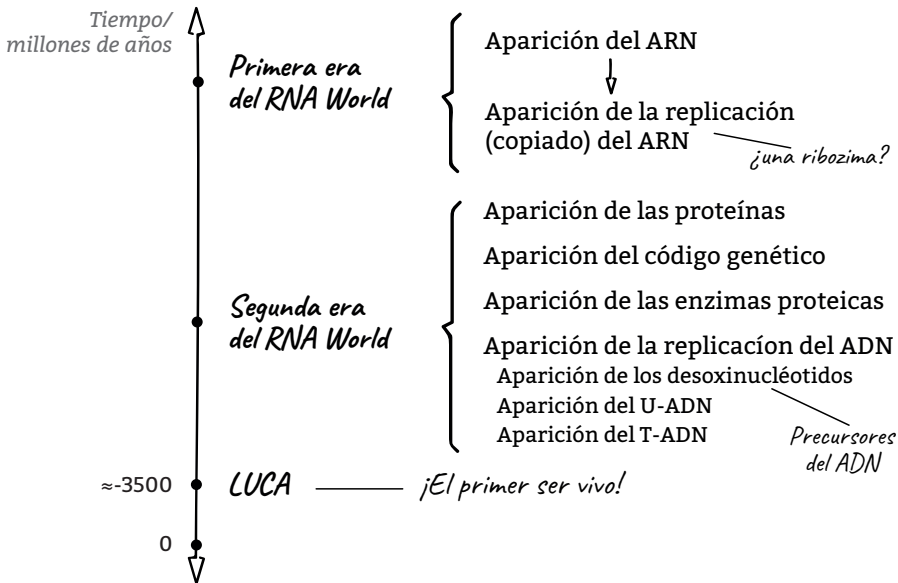 Tiempo/
millones de años
Primera era
del RNA World
Aparición del ARN
Aparición de la replicación
(copiado) del ARN
¿una ribozima?
Segunda era
del RNA World
Aparición de las proteínas
Aparición del código genético
Aparición de las enzimas proteicas
Aparición de la replicacíon del ADN
Aparición de los desoxinucléotidos
Aparición del U-ADN
Aparición del T-ADN
Precursores
del ADN
≈-3500
LUCA
¡El primer ser vivo!
0